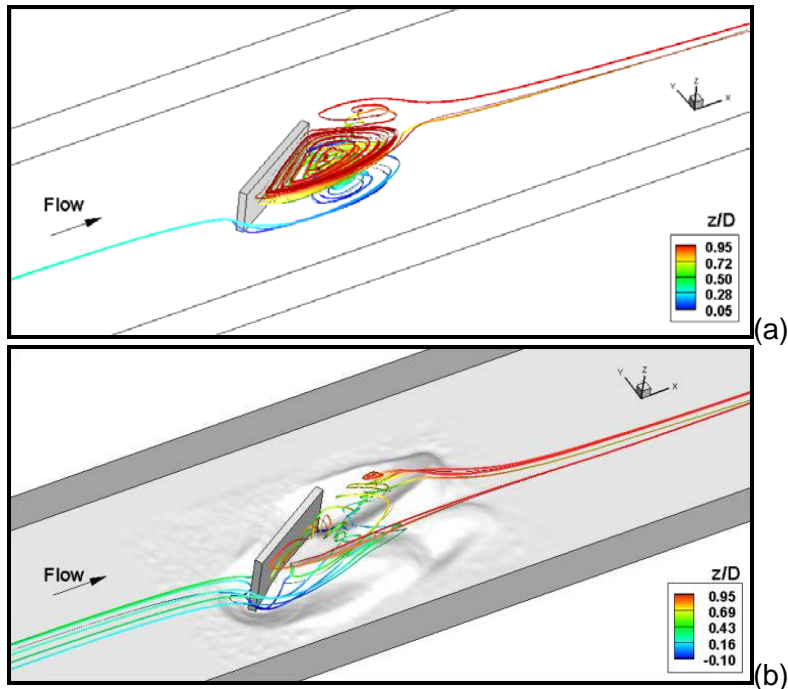 Y Z X
Flow
z/D
0.95
0.72
0.50
0.28
0.05
(a)
Y Z X
Flow
z/D
0.95
0.69
0.43
0.16
-0.10
(b)